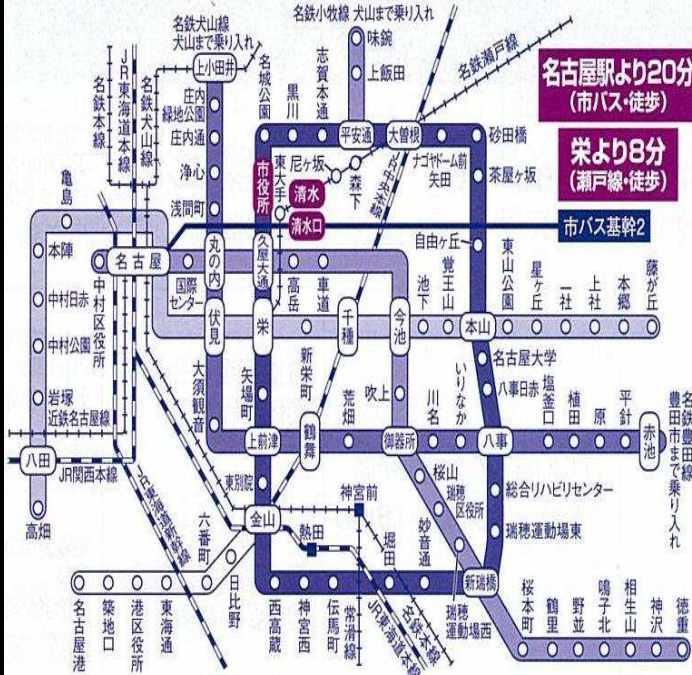 名鉄犬山線
犬山まで乗り入れ
名鉄小牧線 犬山まで乗り入れ
味鋺
上飯田
名鉄瀬戸線
名古屋駅より20分
(市バス・徒歩)
栄より8分
(瀬戸線・徒歩)
市バス基幹2
JR東海道本線
名鉄本線
名鉄犬山線
上小田井
庄内
緑地公園
庄内通
浄心
浅間町
名城公園
黒川
志賀本通
平安通
大曽根
ナゴヤドーム前
矢田
砂田橋
茶屋ヶ坂
自由ヶ丘
市役所
東大手
清水
尼ヶ坂
森下
JR中央本線
清水口
亀島
本陣
中村日赤
中村公園
岩塚
近鉄名古屋線
八田
JR関西本線
高畑
名古屋
中村区役所
国際
センター
丸の内
久屋大通
高岳
車道
伏見
栄
新栄町
千種
今池
池下
覚王山
本山
東山公園
星ヶ丘
一社
上社
本郷
藤が丘
名古屋大学
八事日赤
大須観音
矢場町
上前津
鶴舞
荒畑
吹上
御器所
川名
いりなか
八事
塩釜口
植田
原
平針
赤池
名鉄豊田線
豊田市まで乗り入れ
東別院
金山
桜山
瑞穂
区役所
総合リハビリセンター
瑞穂運動場東
神宮前
熱田
堀田
妙音通
新瑞橋
瑞穂
運動場西
桜本町
鶴里
野並
鳴子北
相生山
神沢
徳重
JR東海道新幹線
六番町
日比野
名古屋港
築地口
港区役所
東海通
西高蔵
神宮西
伝馬町
常滑線
JR東海道本線
名鉄本線